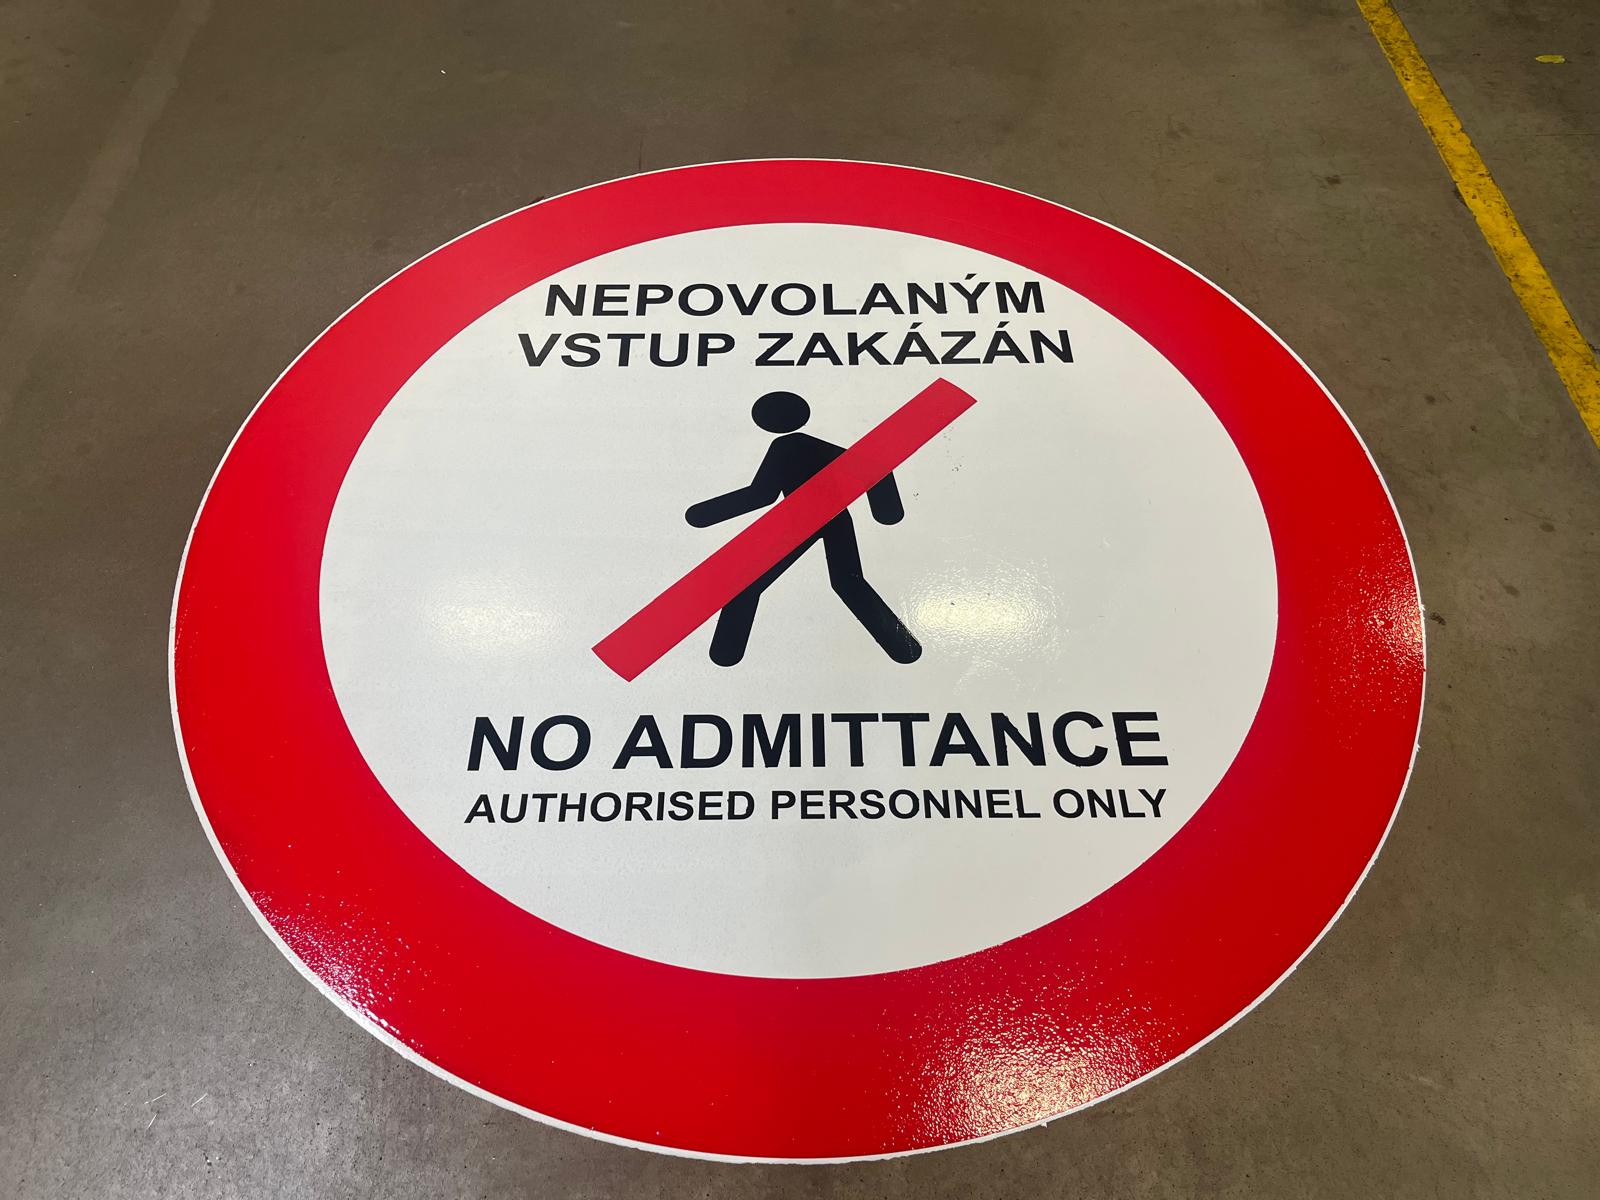 NEPOVOLANÝM
VSTUP ZAKÁZÁN
NO ADMITTANCE
AUTHORISED PERSONNEL ONLY